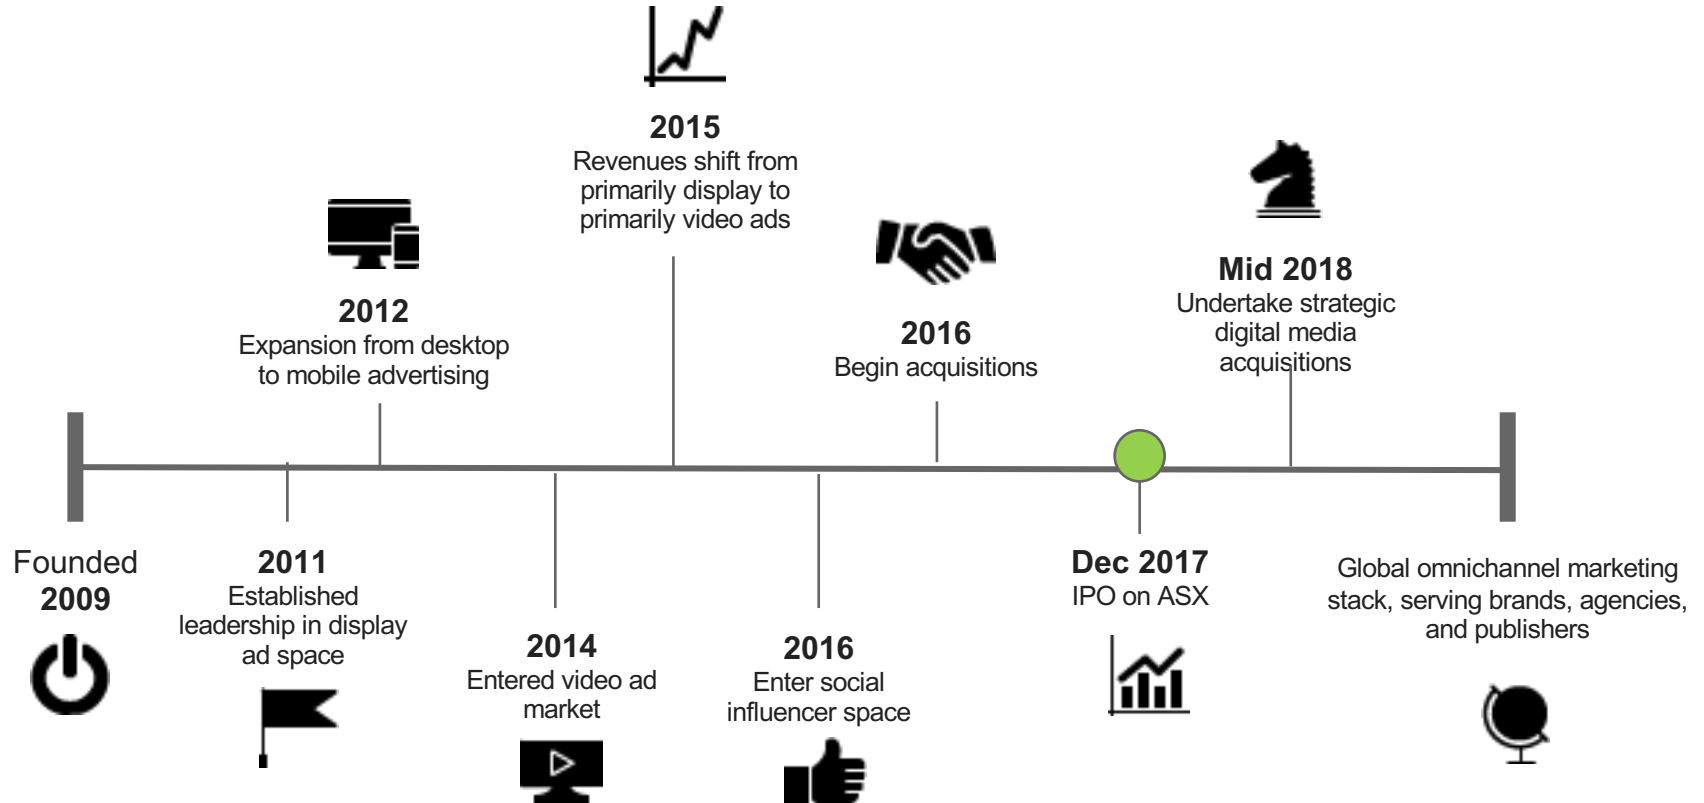 Founded
2009
2011
Established
leadership in display
ad space
2012
Expansion from desktop
to mobile advertising
2014
Entered video ad
market
2015
Revenues shift from
primarily display to
primarily video ads
2016
Enter social
influencer space
2016
Begin acquisitions
Dec 2017
IPO on ASX
Mid 2018
Undertake strategic
digital media
acquisitions
Global omnichannel marketing
stack, serving brands, agencies,
and publishers